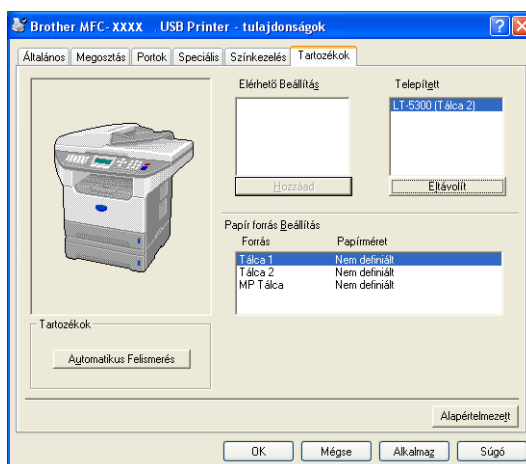 Brother MFC-XXXX . USB Printer - tulajdonságok
Általános Megosztás Portok Speciális Színkezelés Tartozékok
Elérhető Beállítás Telepített
LT-5300 (Tálca 2)
Hozzáad Eltávolít
Papír forrás Beállítás
Forrás Papírméret
Tálca 1 Nem definiált
Tálca 2 Nem definiált
MP Tálca Nem definiált
Tartozékok
Automatikus Felismerés
Alapértelmezett
OK Mégse Alkalmaz Súgó